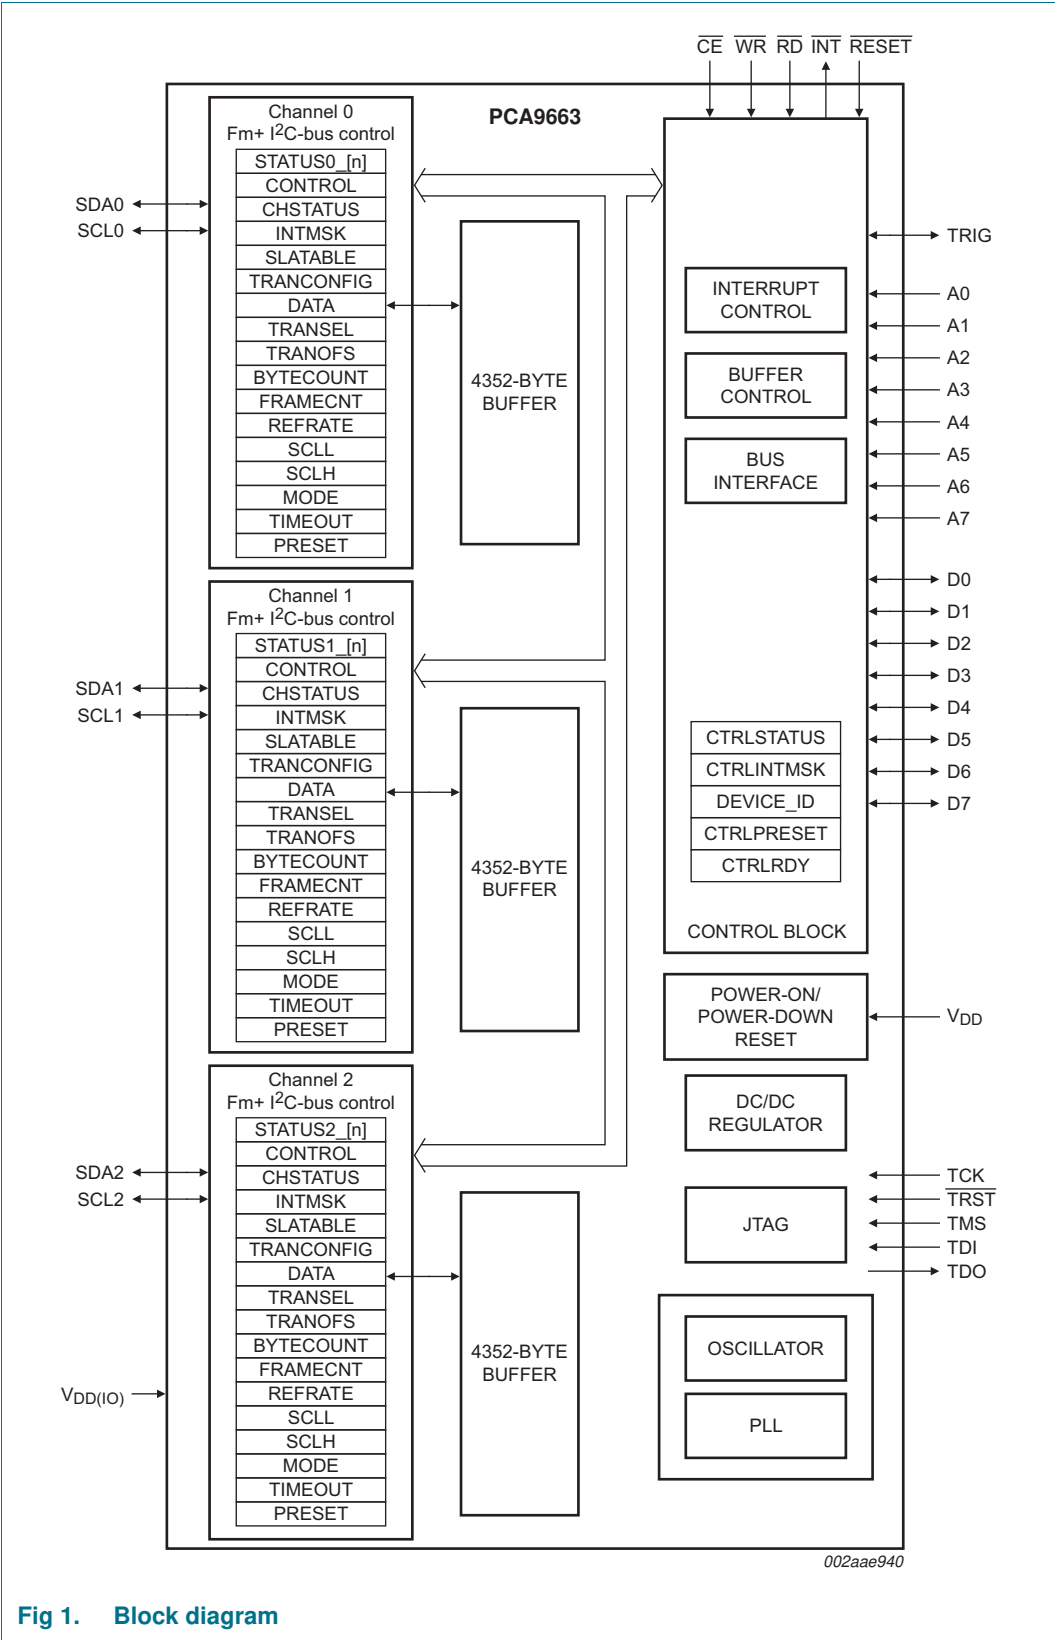 CE WR RD INT RESET
PCA9663
Channel 0
Fm+ I2C-bus control
STATUS0_[n]
CONTROL
CHSTATUS
INTMSK
SLATABLE
TRANCONFIG
DATA
TRANSEL
TRANOFS
BYTECOUNT
FRAMECNT
REFRATE
SCLL
SCLH
MODE
TIMEOUT
PRESET
SDA0
SCL0
4352-BYTE
BUFFER
Channel 1
Fm+ I2C-bus control
STATUS1_[n]
CONTROL
CHSTATUS
INTMSK
SLATABLE
TRANCONFIG
DATA
TRANSEL
TRANOFS
BYTECOUNT
FRAMECNT
REFRATE
SCLL
SCLH
MODE
TIMEOUT
PRESET
SDA1
SCL1
4352-BYTE
BUFFER
Channel 2
Fm+ I2C-bus control
STATUS2_[n]
CONTROL
CHSTATUS
INTMSK
SLATABLE
TRANCONFIG
DATA
TRANSEL
TRANOFS
BYTECOUNT
FRAMECNT
REFRATE
SCLL
SCLH
MODE
TIMEOUT
PRESET
SDA2
SCL2
VDD(IO)
4352-BYTE
BUFFER
INTERRUPT
CONTROL
BUFFER
CONTROL
BUS
INTERFACE
CTRLSTATUS
CTRLINTMSK
DEVICE_ID
CTRLPRESET
CTRLRDY
CONTROL BLOCK
TRIG
A0
A1
A2
A3
A4
A5
A6
A7
D0
D1
D2
D3
D4
D5
D6
D7
POWER-ON/
POWER-DOWN
RESET
VDD
DC/DC
REGULATOR
JTAG
TCK
TRST
TMS
TDI
TDO
OSCILLATOR
PLL
002aae940
Fig 1. Block diagram